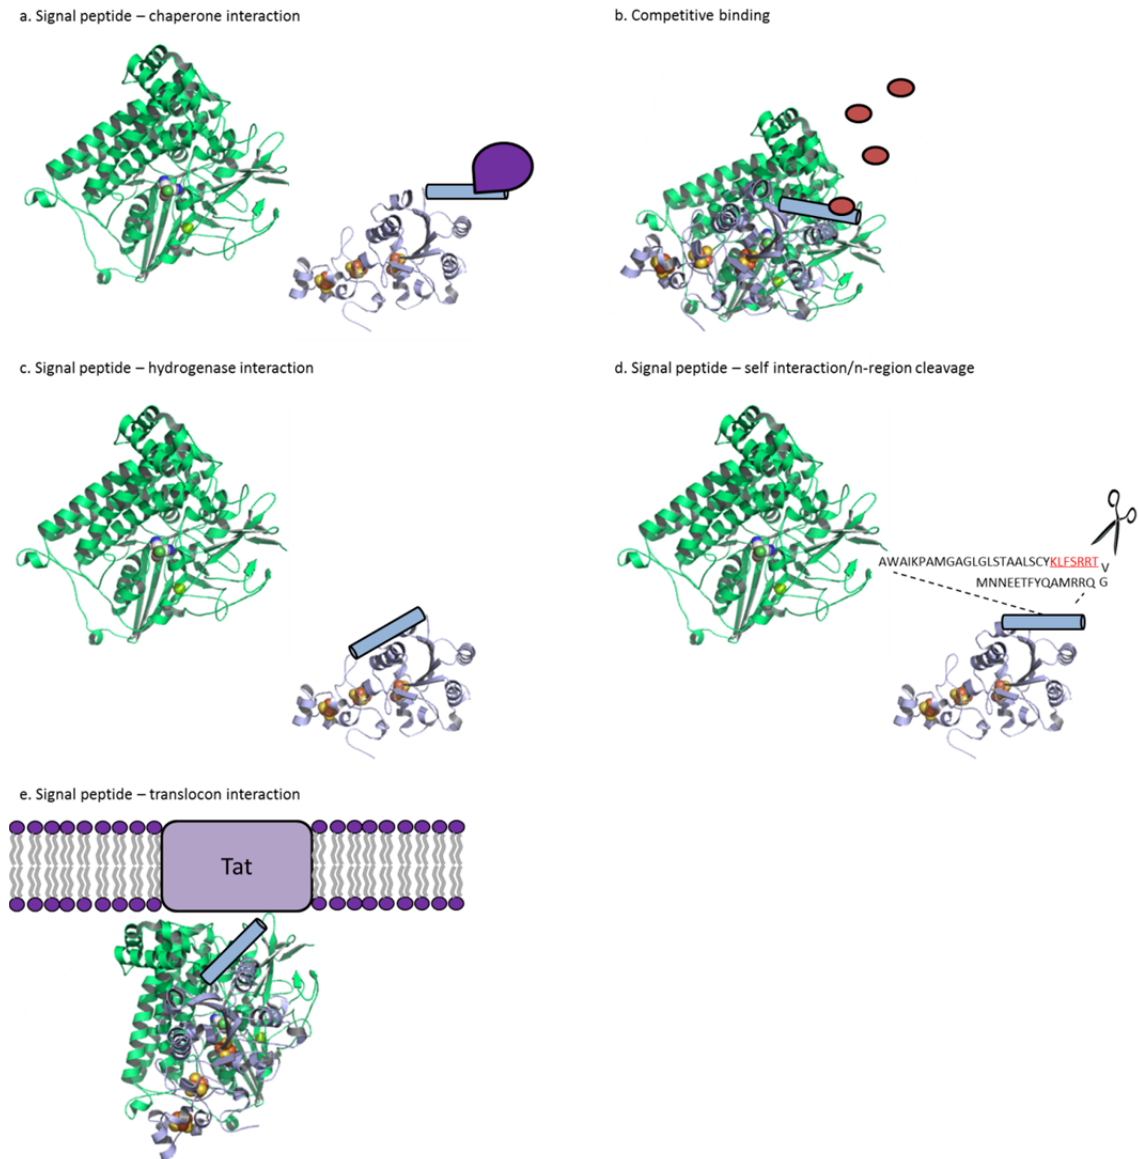 a. Signal peptide – chaperone interaction
b. Competitive binding
c. Signal peptide – hydrogenase interaction
d. Signal peptide – self interaction/n-region cleavage
AWAIKPAMGAGLGLSTAALSCYKLFSRRT
V
MNNEETFYQAMRRQ G
e. Signal peptide – translocon interaction
Tat